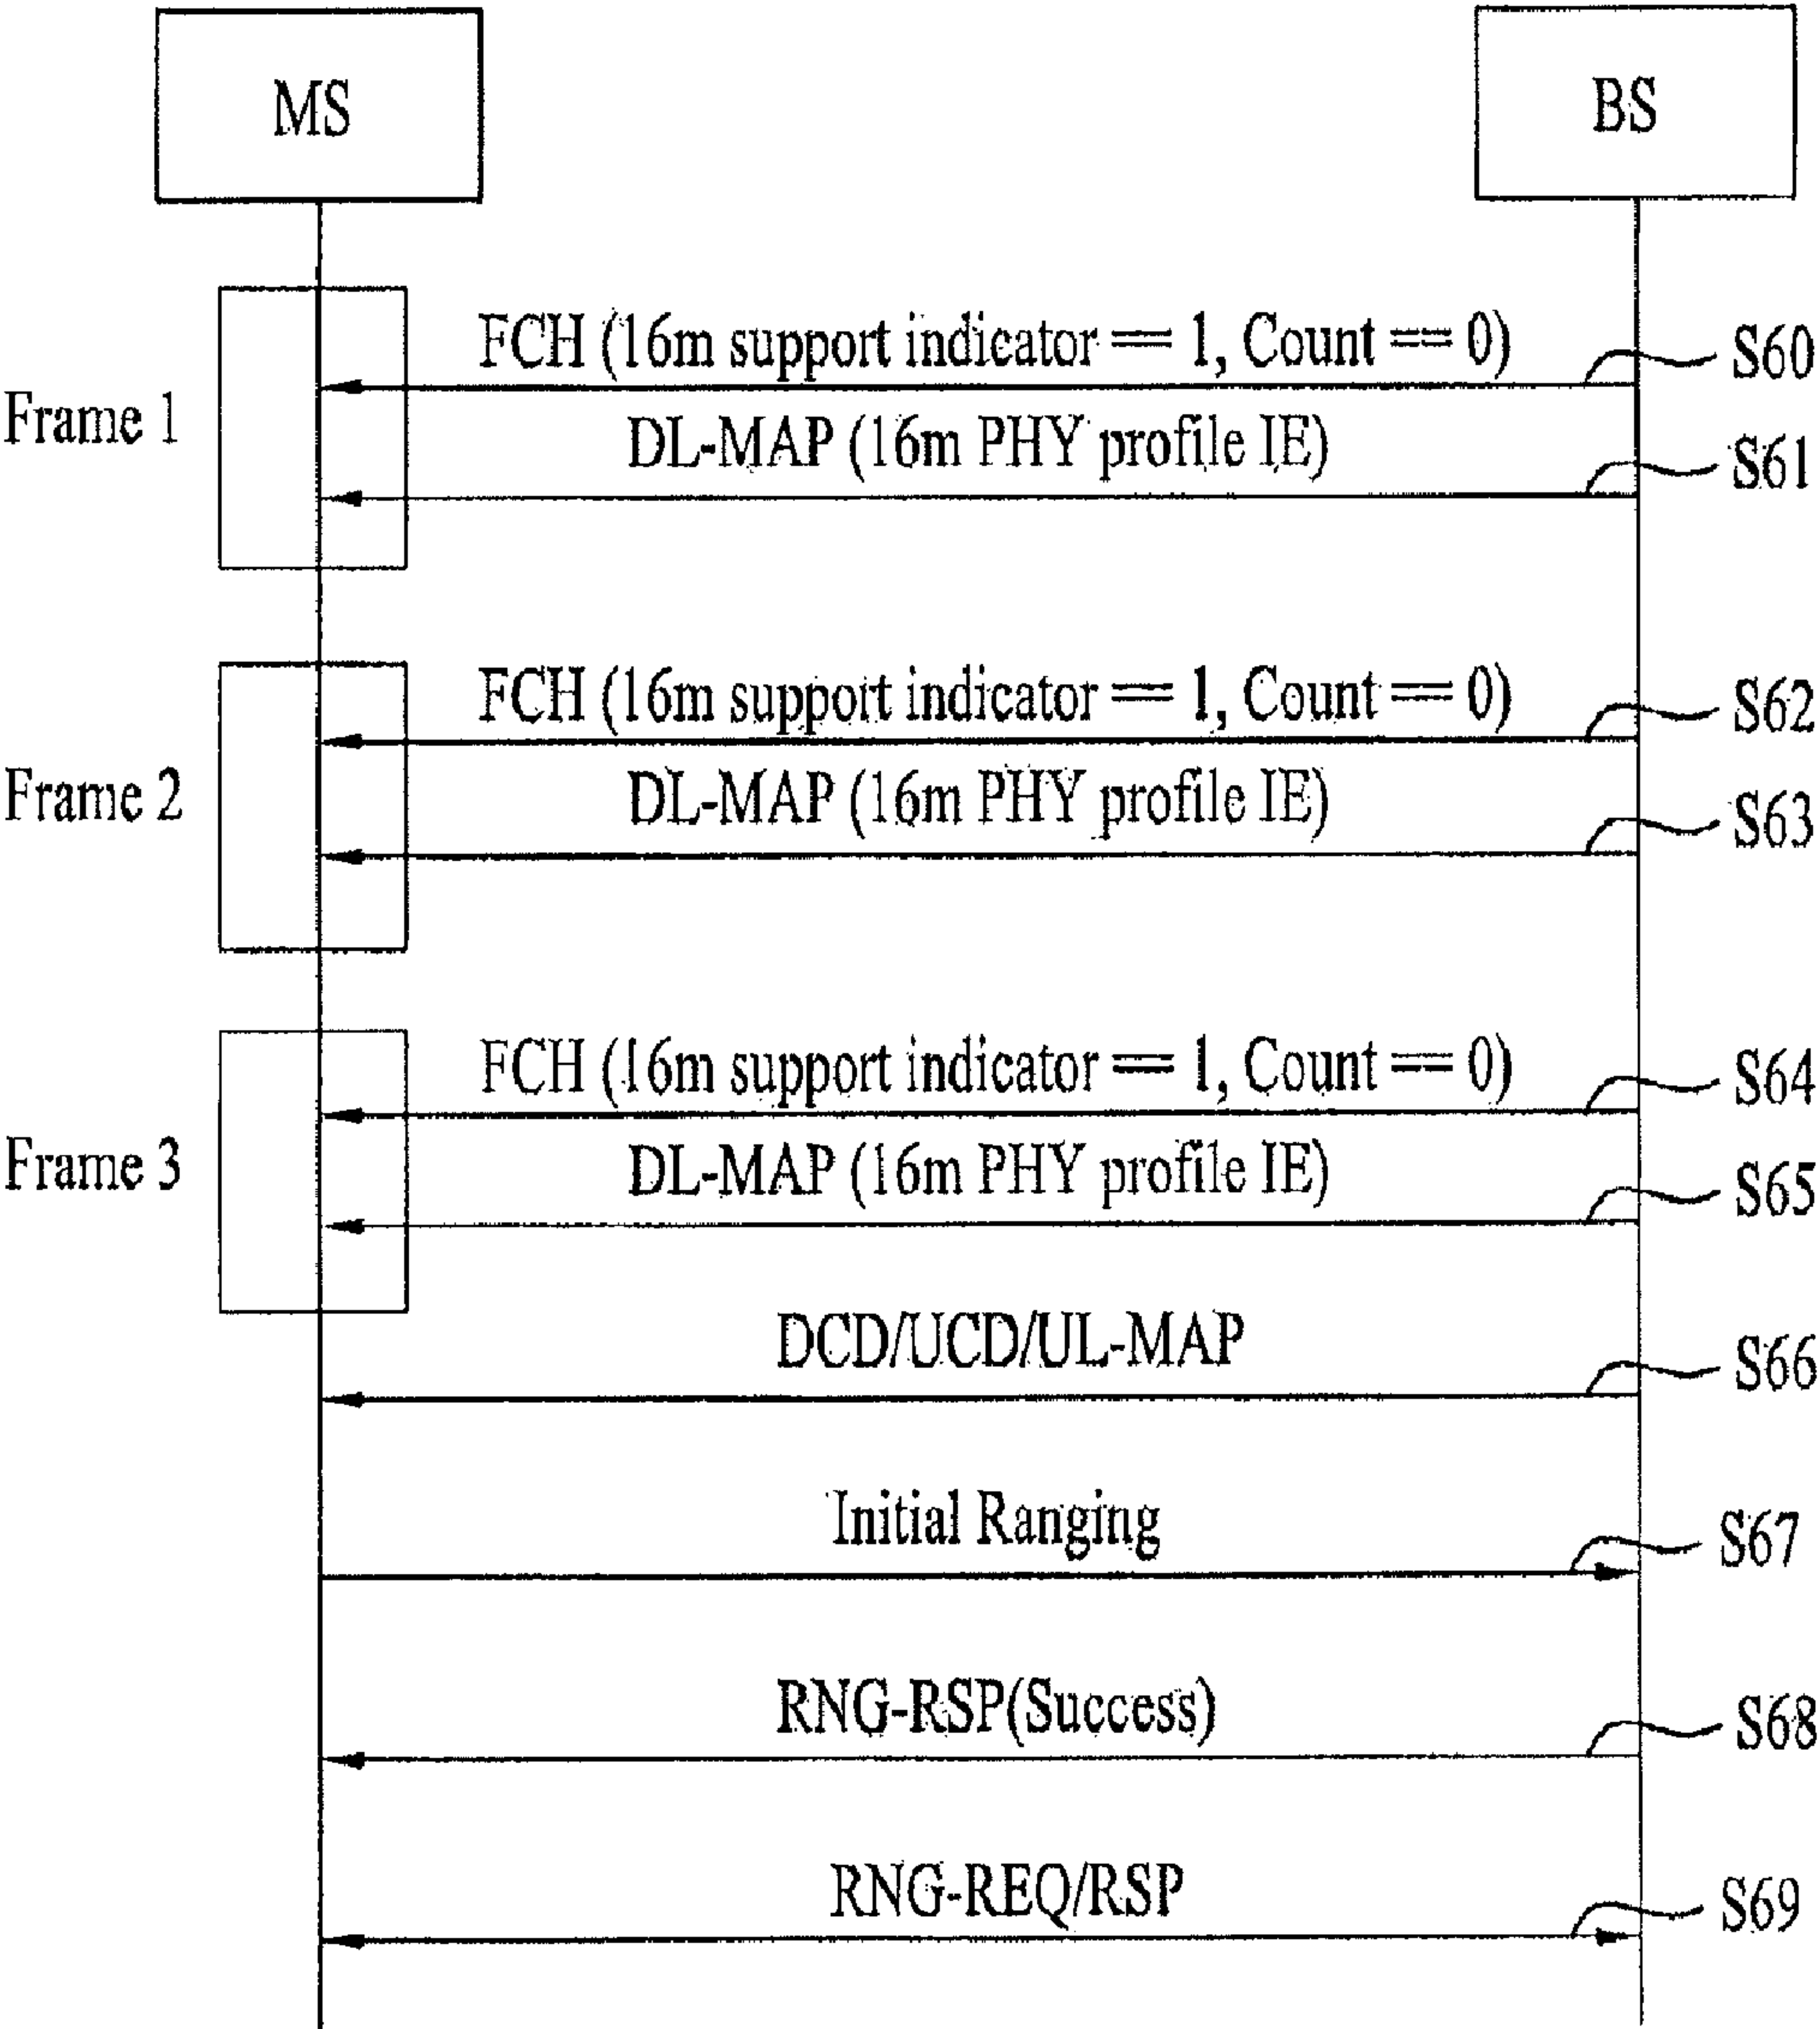 MS
BS
FCH (16m support indicator == 1, Count == 0)
S60
Frame 1
DL-MAP (16m PHY profile IE)
S61
FCH (16m support indicator == 1, Count == 0)
S62
Frame 2
DL-MAP (16m PHY profile IE)
S63
FCH (16m support indicator == 1, Count == 0)
S64
Frame 3
DL-MAP (16m PHY profile IE)
S65
DCD/UCD/UL-MAP
S66
Initial Ranging
S67
RNG-RSP(Success)
S68
RNG-REQ/RSP
S69